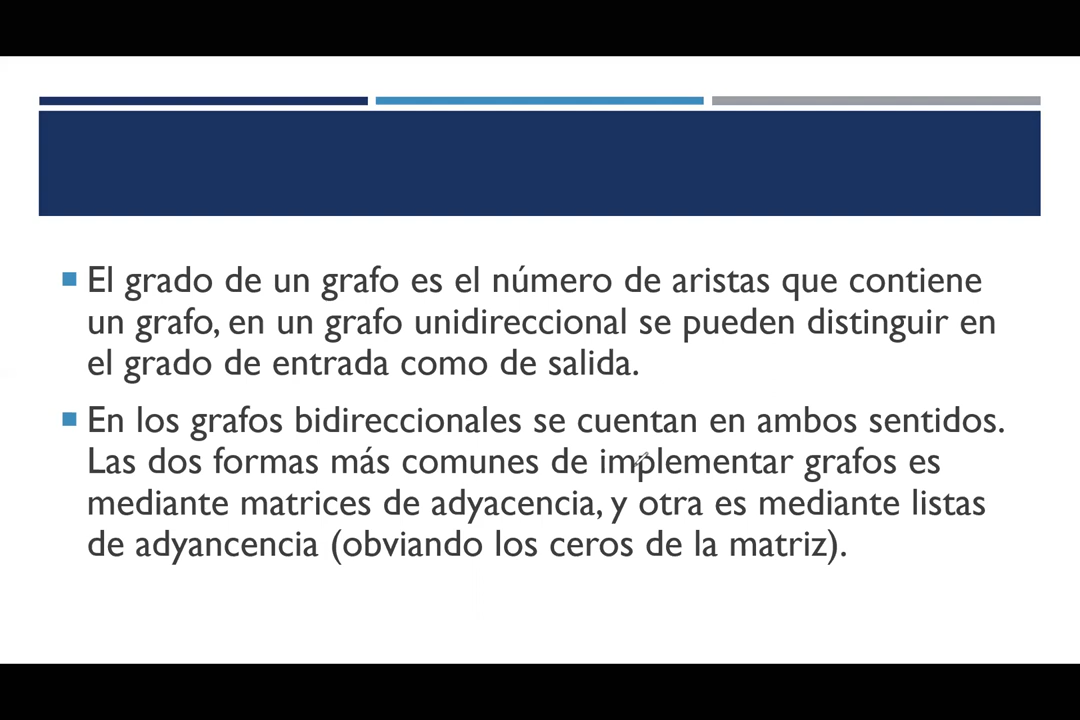 El grado de un grafo es el número de aristas que contiene
un grafo, en un grafo unidireccional se pueden distinguir en
el grado de entrada como de salida.
En los grafos bidireccionales se cuentan en ambos sentidos.
Las dos formas más comunes de implementar grafos es
mediante matrices de adyacencia, y otra es mediante listas
de adyancencia (obviando los ceros de la matriz).